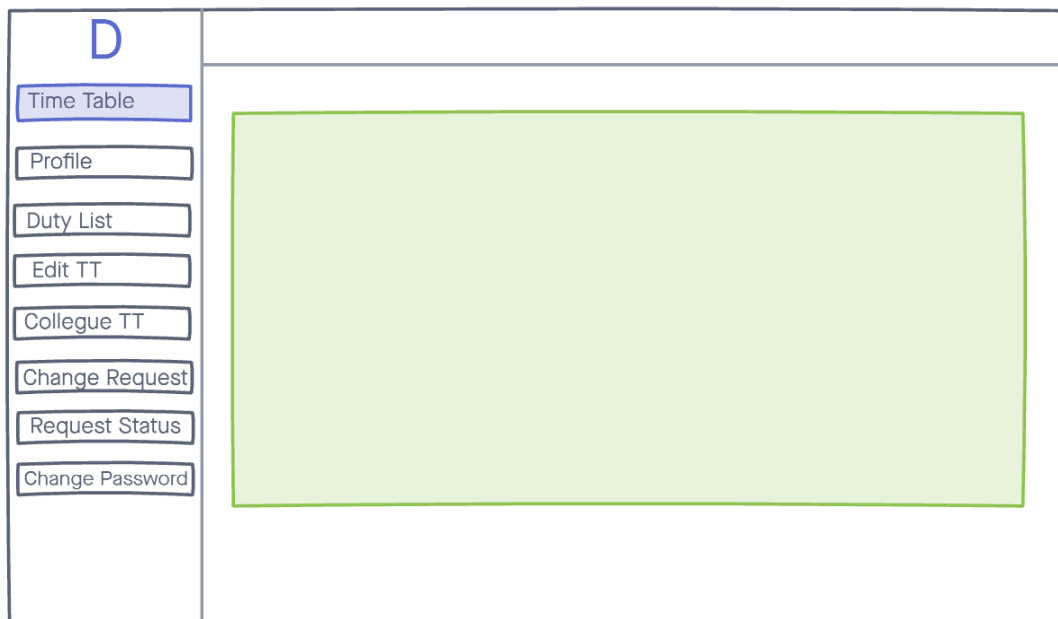 D
Time Table
Profile
Duty List
Edit TT
Collegue TT
Change Request
Request Status
Change Password